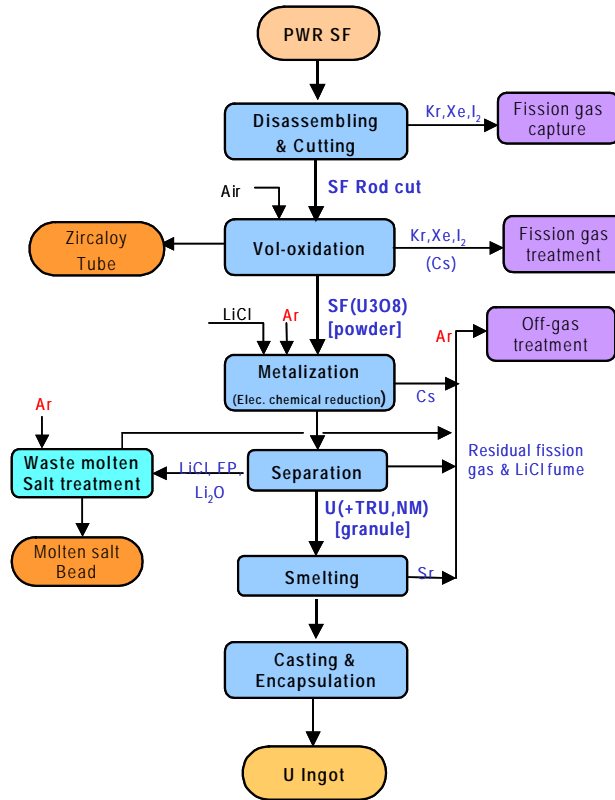 PWR SF
Kr,Xe,I2
Fission gas
capture
Disassembling
& Cutting
SF Rod cut
Air
Zircaloy
Tube
Vol-oxidation
Kr,Xe,I2
(Cs)
Fission gas
treatment
SF(U3O8)
[powder]
LiCl
Ar
Ar
Off-gas
treatment
Metalization
(Elec. chemical reduction)
Cs
Ar
Waste molten
Salt treatment
LiCl, FP,
Li2O
Separation
Residual fission
gas & LiCl fume
U(+TRU,NM)
[granule]
Molten salt
Bead
Smelting
Sr
Casting &
Encapsulation
U Ingot